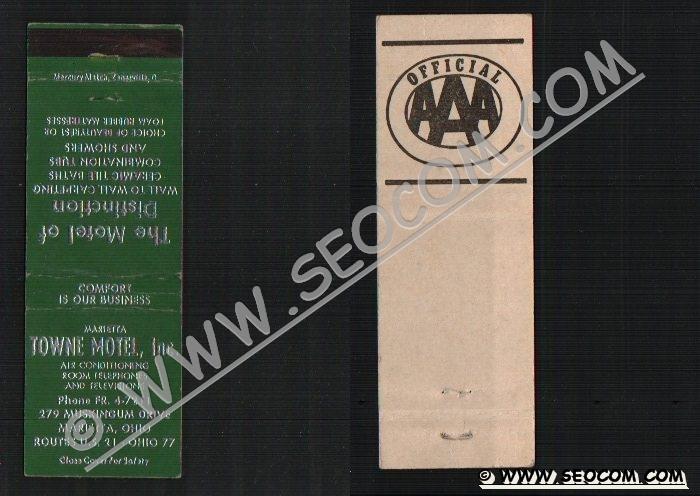 Mercury Match, Zanesville, O.
The Motel of
Distinction
WALL TO WALL CARPETING
CERAMIC TILE BATHS
COMBINATION TUBS
AND SHOWERS
CHOICE OF BEAUTYREST OR
FOAM RUBBER MATTRESSES
COMFORT
IS OUR BUSINESS
MARIETTA
TOWNE MOTEL, Inc.
AIR CONDITIONING
ROOM TELEPHONES
AND TELEVISION
Phone FR.
279 MUSKINGUM DRIVE
MARIETTA, OHIO
ROUTES U.S. 21 - OHIO 77
Close Cover For Safety
OFFICIAL
AAA
© WWW.SEOCOM.COM
© WWW.SEOCOM.COM